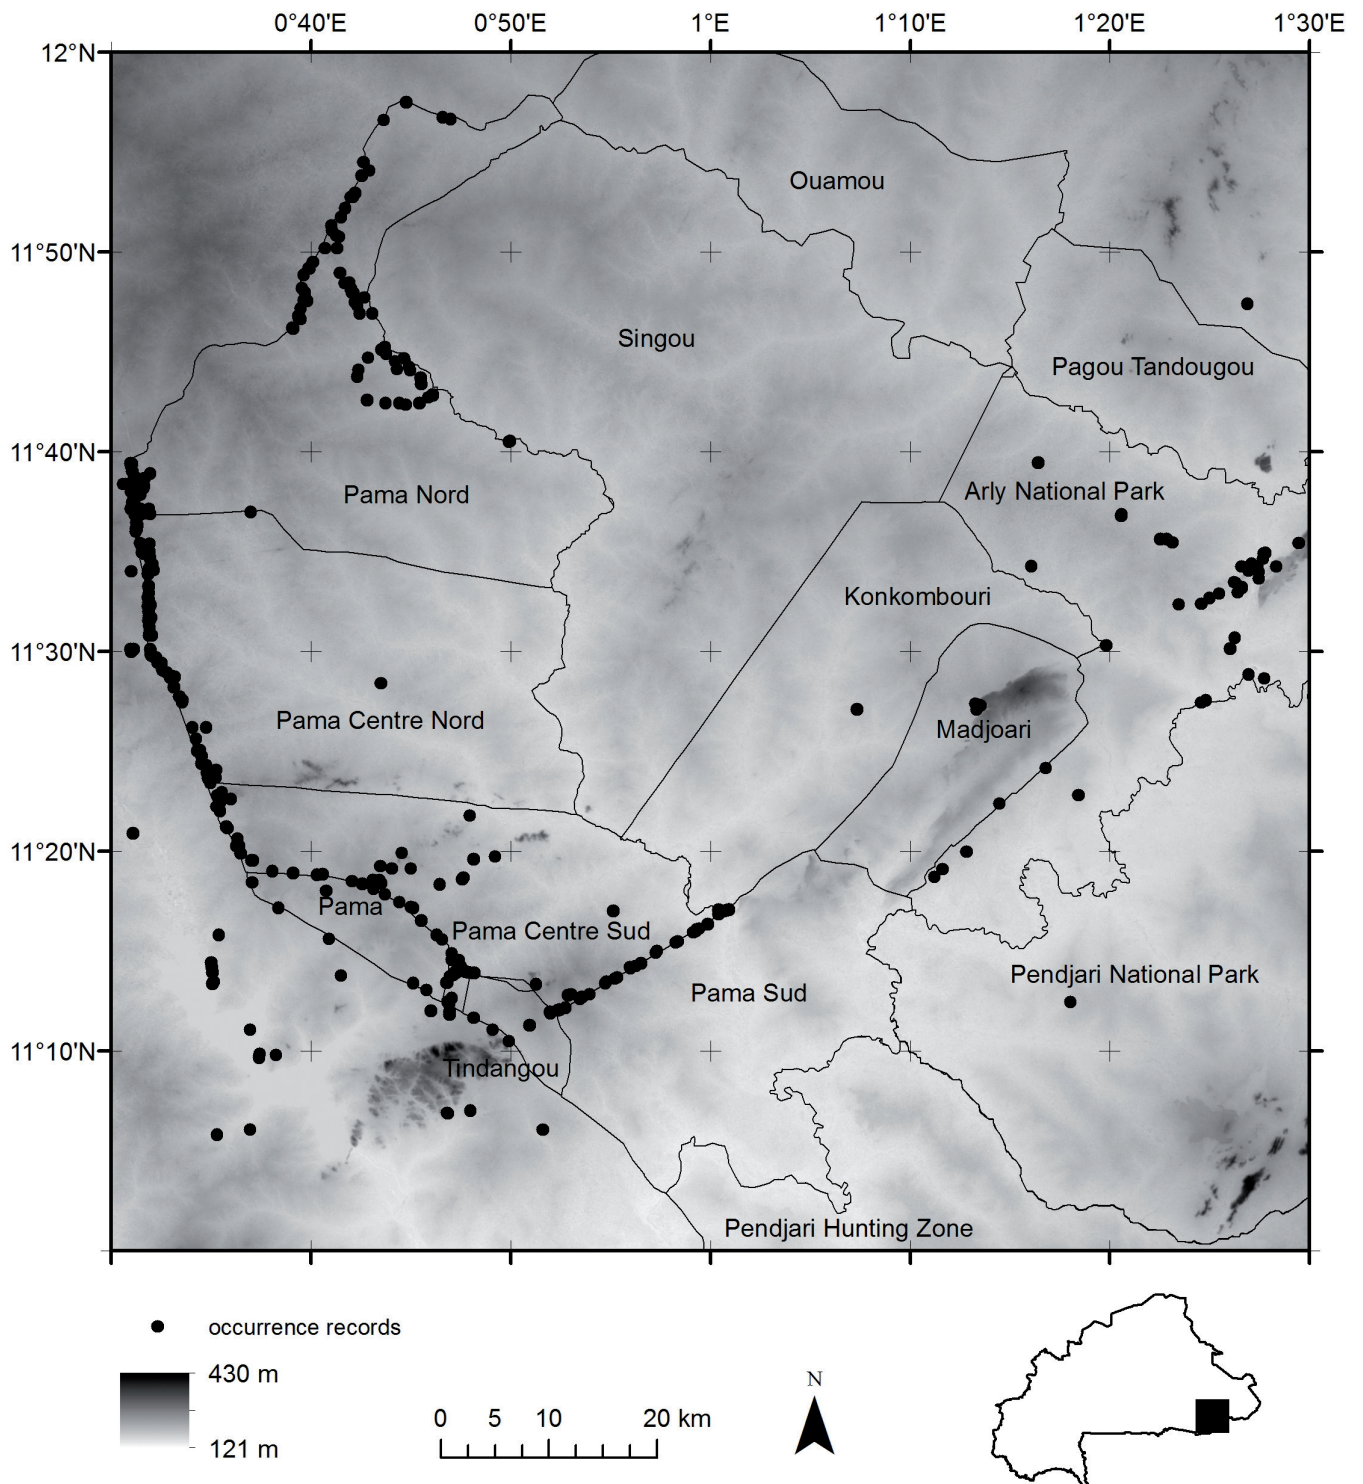 0°40'E 0°50'E 1°E 1°10'E 1°20'E 1°30'E
12°N
Ouamou
11°50'N
Singou
Pagou Tandougou
11°40'N
Pama Nord
Arly National Park
Konkombouri
11°30'N
Pama Centre Nord
Madjoari
11°20'N
Pama
Pama Centre Sud
Pendjari National Park
Pama Sud
11°10'N
Tindangou
Pendjari Hunting Zone
occurrence records
430 m
121 m
0 5 10 20 km
N